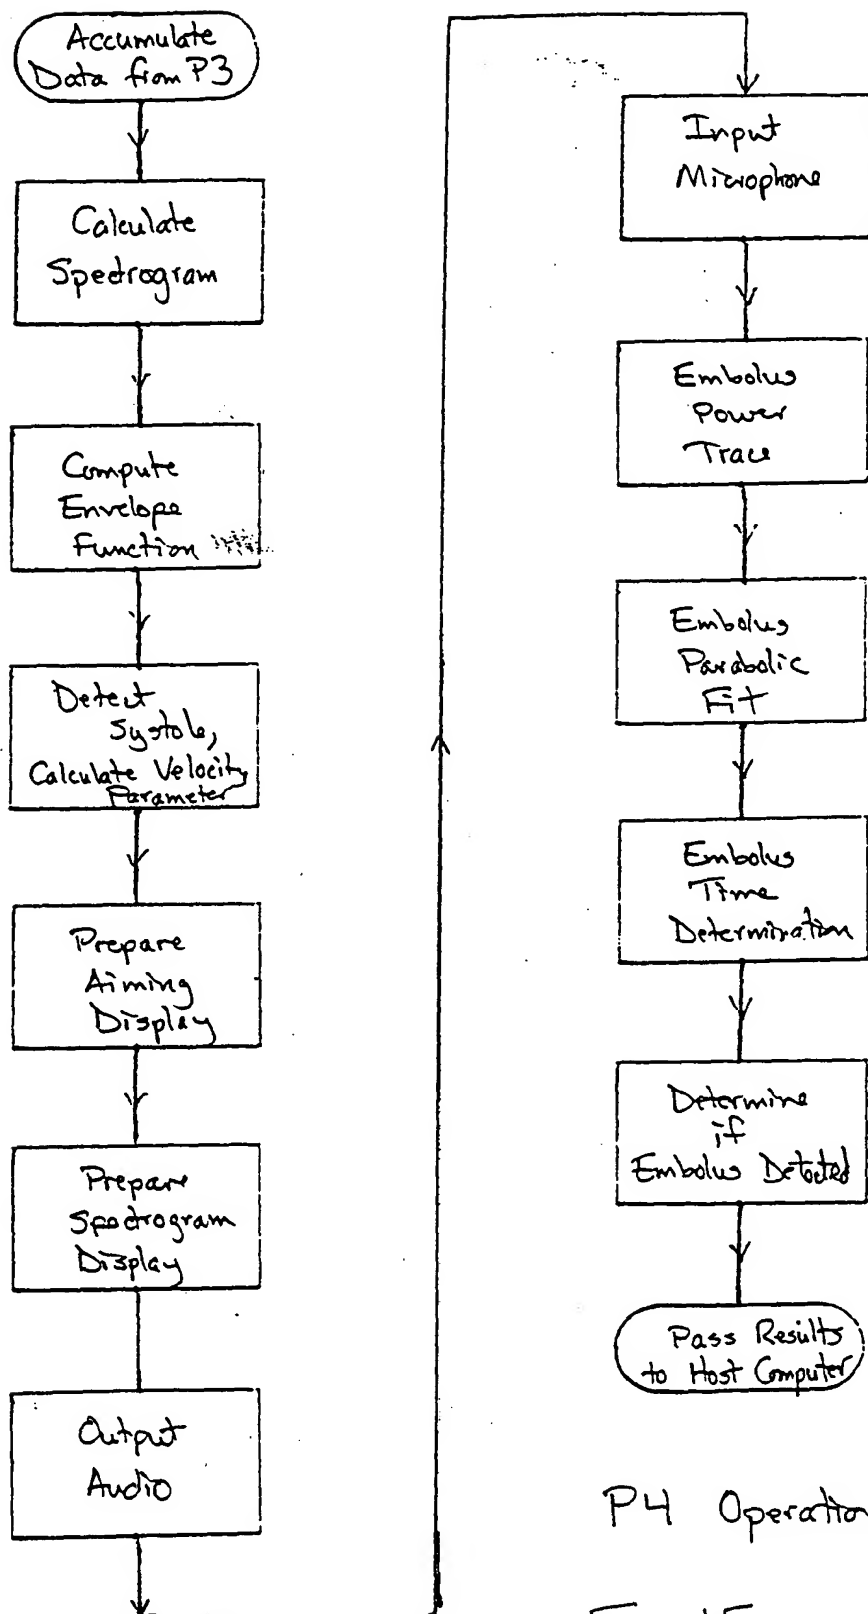 Accumulate
Data from P3
Calculate
Spectrogram
Compute
Envelope
Function
Detect
Systole,
Calculate Velocity
Parameter
Prepare
Aiming
Display
Prepare
Spectrogram
Display
Output
Audio
Input
Microphone
Embolus
Power
Trace
Embolus
Parabolic
Fit
Embolus
Time
Determination
Determine
if
Embolus Detected
Pass Results
to Host Computer
P4 Operation